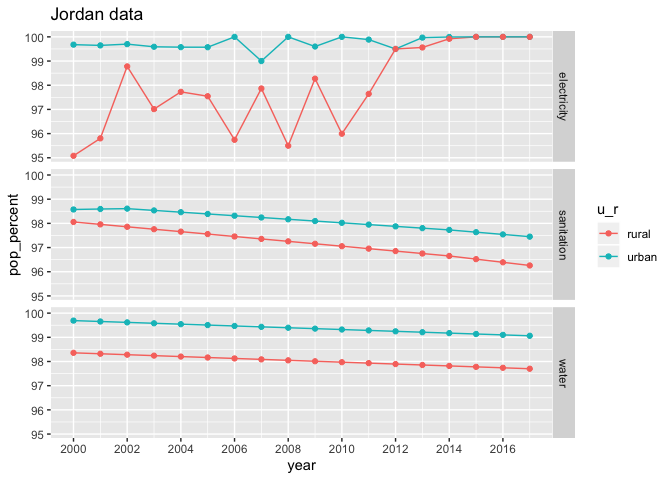 Jordan data
100
99
98
97
96
95
electricity
100
99
98
97
96
95
sanitation
100
99
98
97
96
95
water
pop_percent
2000 2002 2004 2006 2008 2010 2012 2014 2016
year
u_r
rural
urban